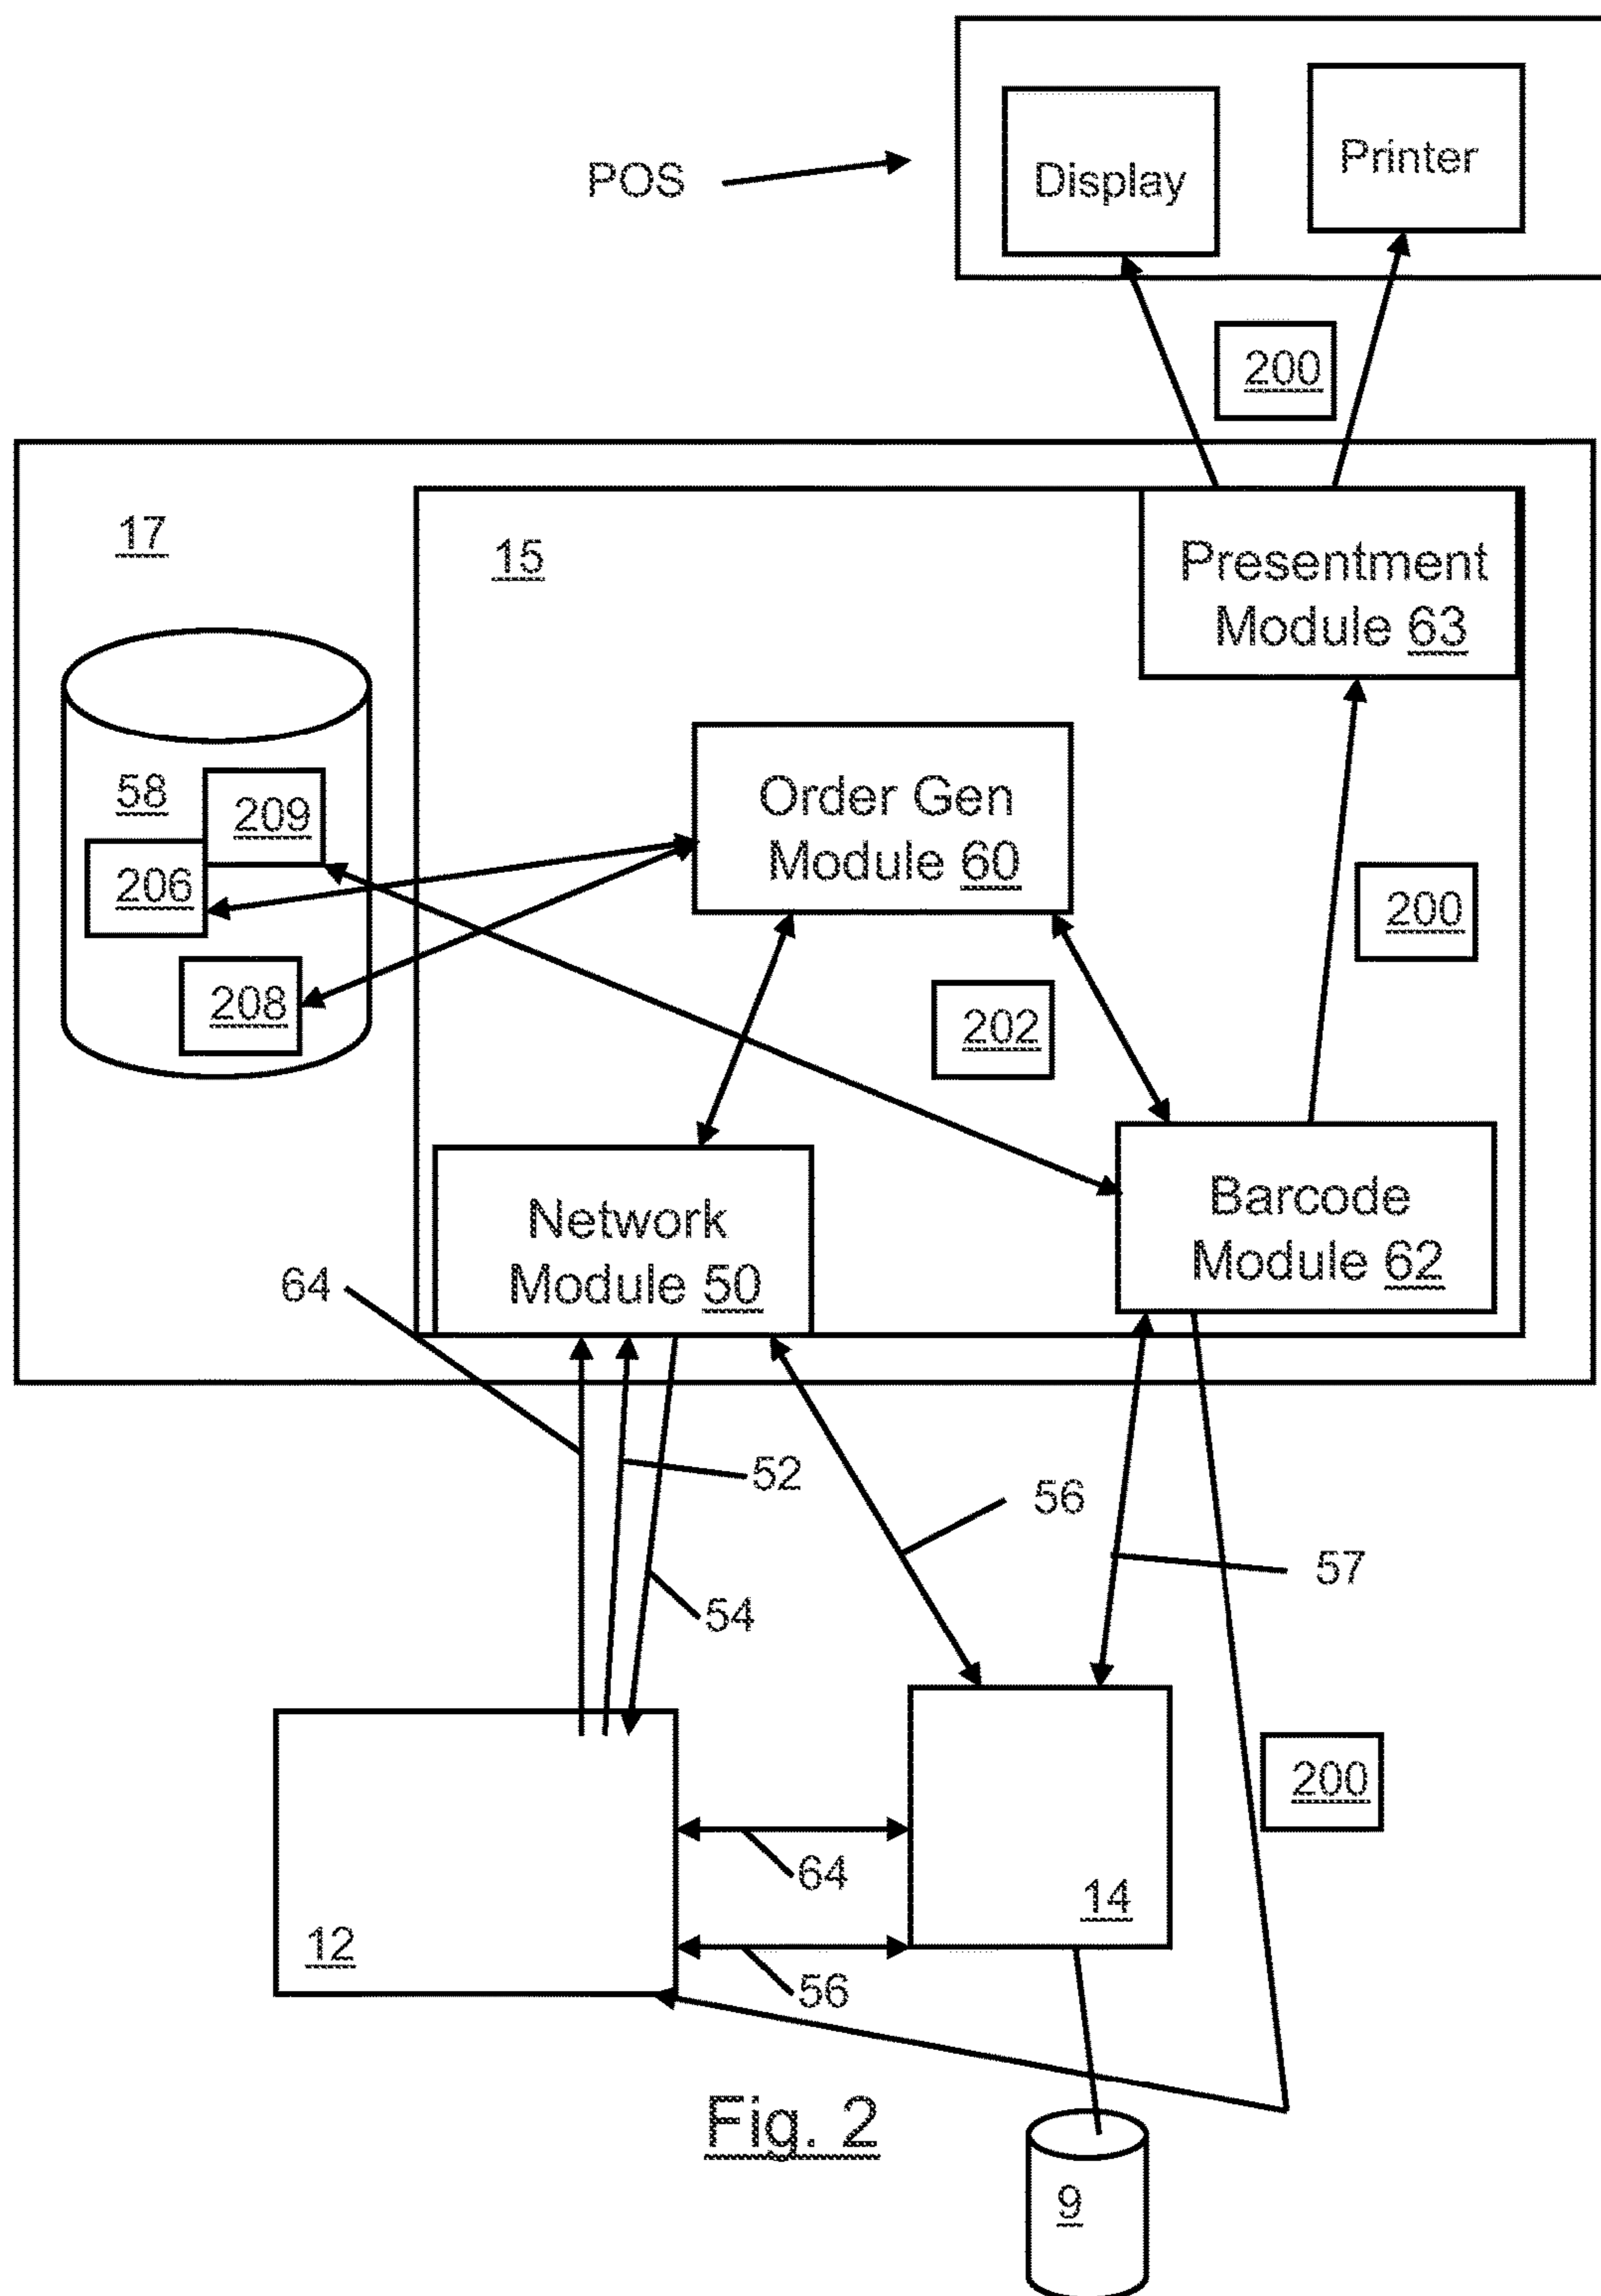 POS
Display
Printer
200
17
15
Presentment
Module 63
58
209
206
208
Order Gen
Module 60
200
202
Network
Module 50
Barcode
Module 62
64
52
56
57
54
200
64
14
12
56
Fig. 2
9